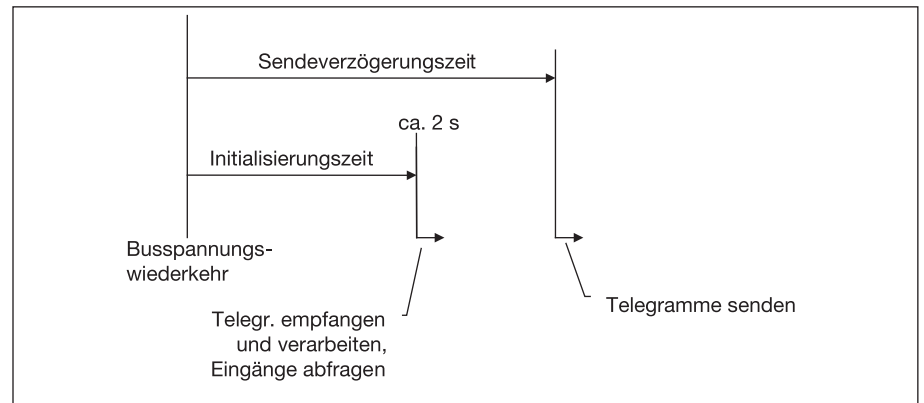 Sendeverzögerungszeit
ca. 2 s
Initialisierungszeit
Busspannungs-
wiederkehr
Telegr. empfangen
und verarbeiten,
Eingänge abfragen
Telegramme senden